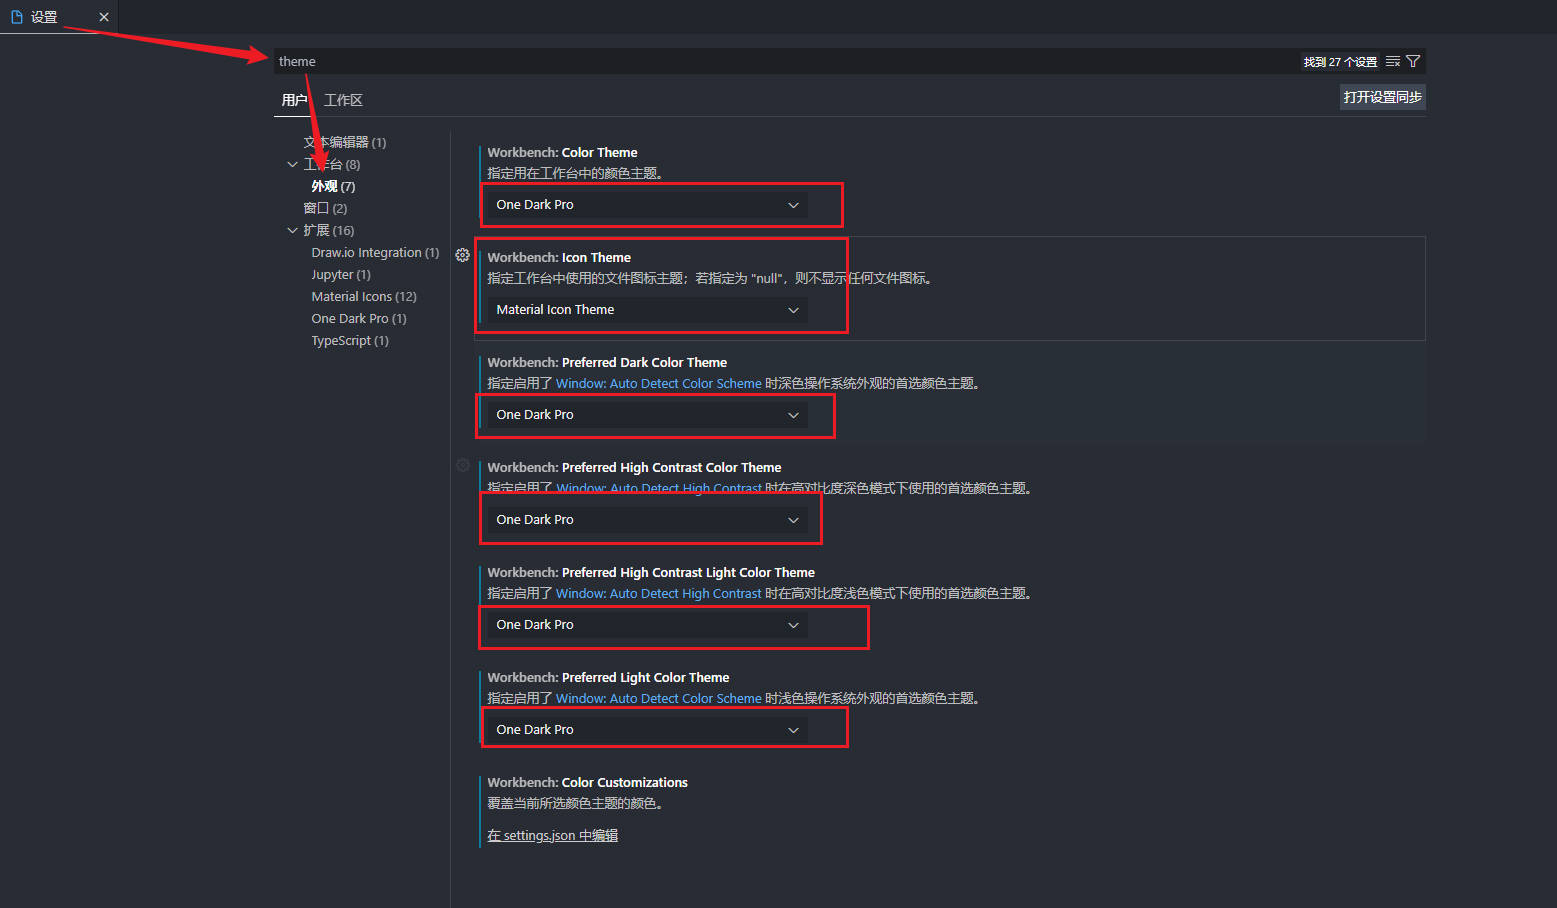 设置
theme
找到 27 个设置
用户 工作区
打开设置同步
文本编辑器 (1)
工作台 (8)
外观 (7)
窗口 (2)
扩展 (16)
Draw.io Integration (1)
Jupyter (1)
Material Icons (12)
One Dark Pro (1)
TypeScript (1)
Workbench: Color Theme
指定用在工作台中的颜色主题。
One Dark Pro
Workbench: Icon Theme
指定工作台中使用的文件图标主题；若指定为 "null"，则不显示任何文件图标。
Material Icon Theme
Workbench: Preferred Dark Color Theme
指定启用了 Window: Auto Detect Color Scheme 时深色操作系统外观的首选颜色主题。
One Dark Pro
Workbench: Preferred High Contrast Color Theme
指定启用了 Window: Auto Detect High Contrast 时在高对比度深色模式下使用的首选颜色主题。
One Dark Pro
Workbench: Preferred High Contrast Light Color Theme
指定启用了 Window: Auto Detect High Contrast 时在高对比度浅色模式下使用的首选颜色主题。
One Dark Pro
Workbench: Preferred Light Color Theme
指定启用了 Window: Auto Detect Color Scheme 时浅色操作系统外观的首选颜色主题。
One Dark Pro
Workbench: Color Customizations
覆盖当前所选颜色主题的颜色。
在 settings.json 中编辑